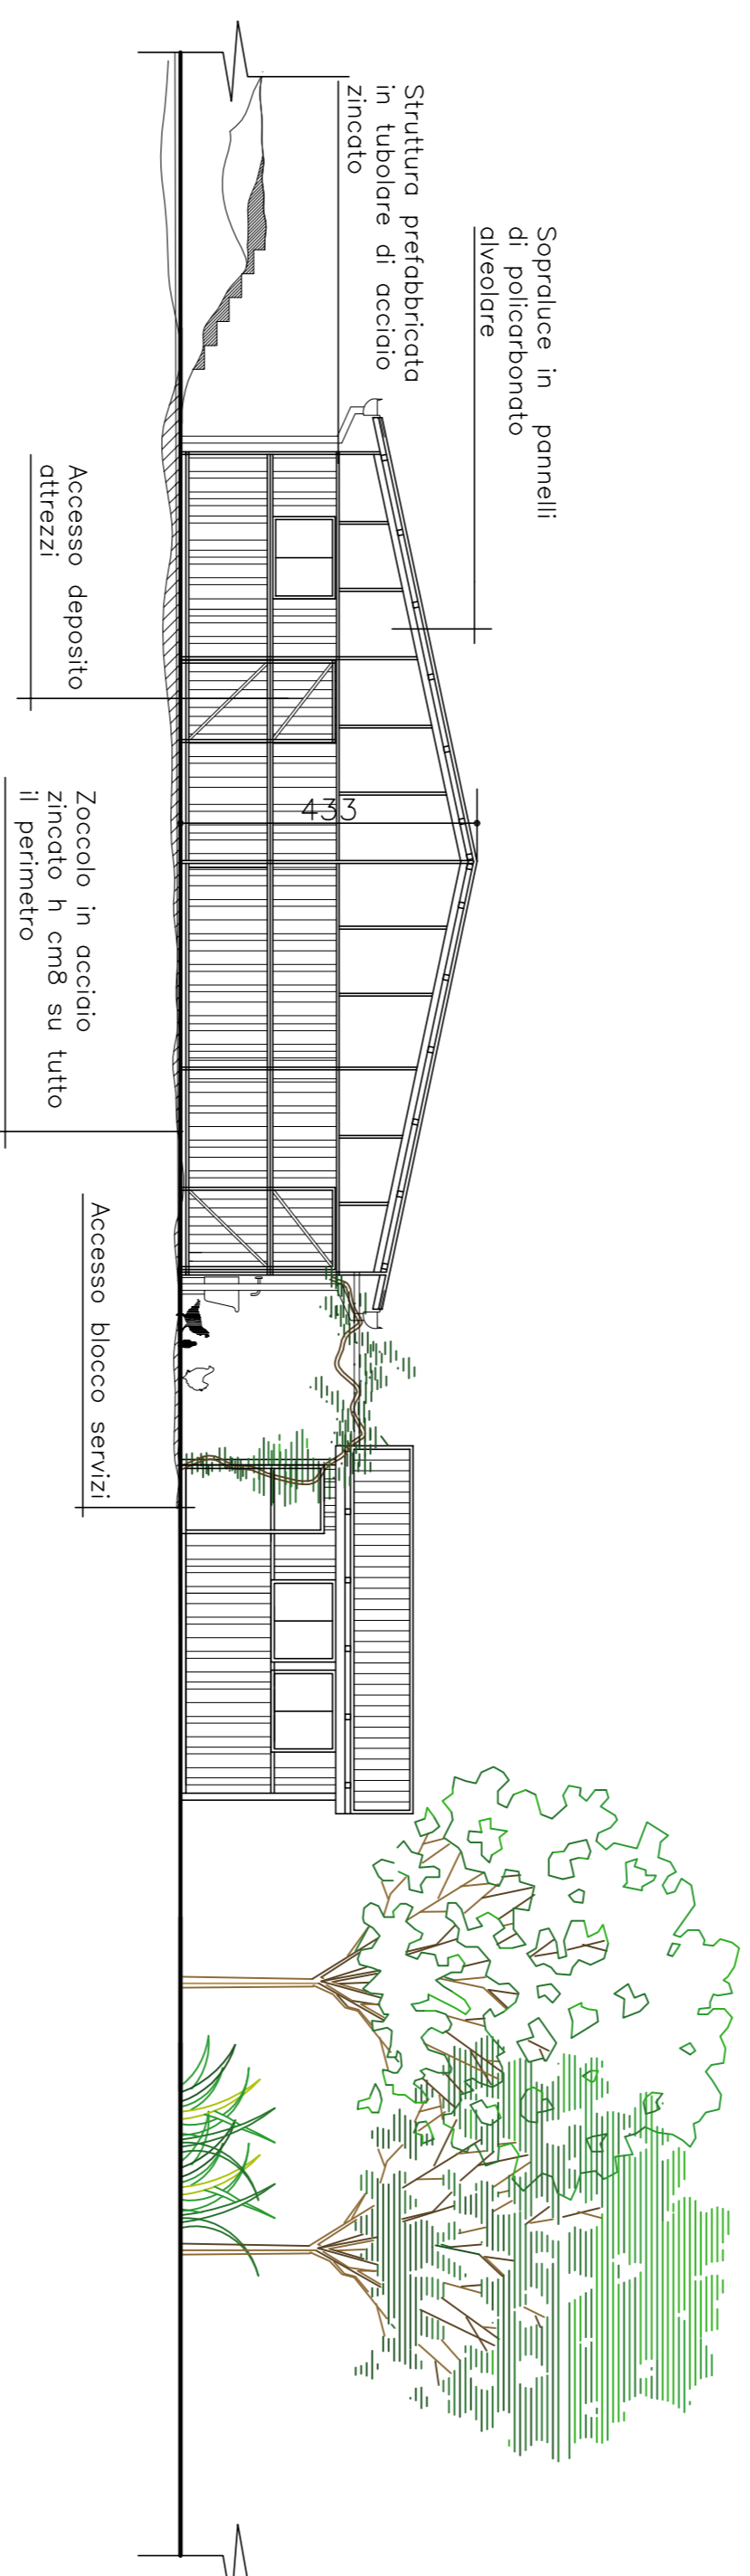 Sopraluce in pannelli
di policarbonato
alveolare
Struttura prefabbricata
in tubolare di acciaio
zincato
433
Accesso deposito
attrezzi
Zoccolo in acciaio
zincato h cm8 su tutto
il perimetro
Accesso blocco servizi